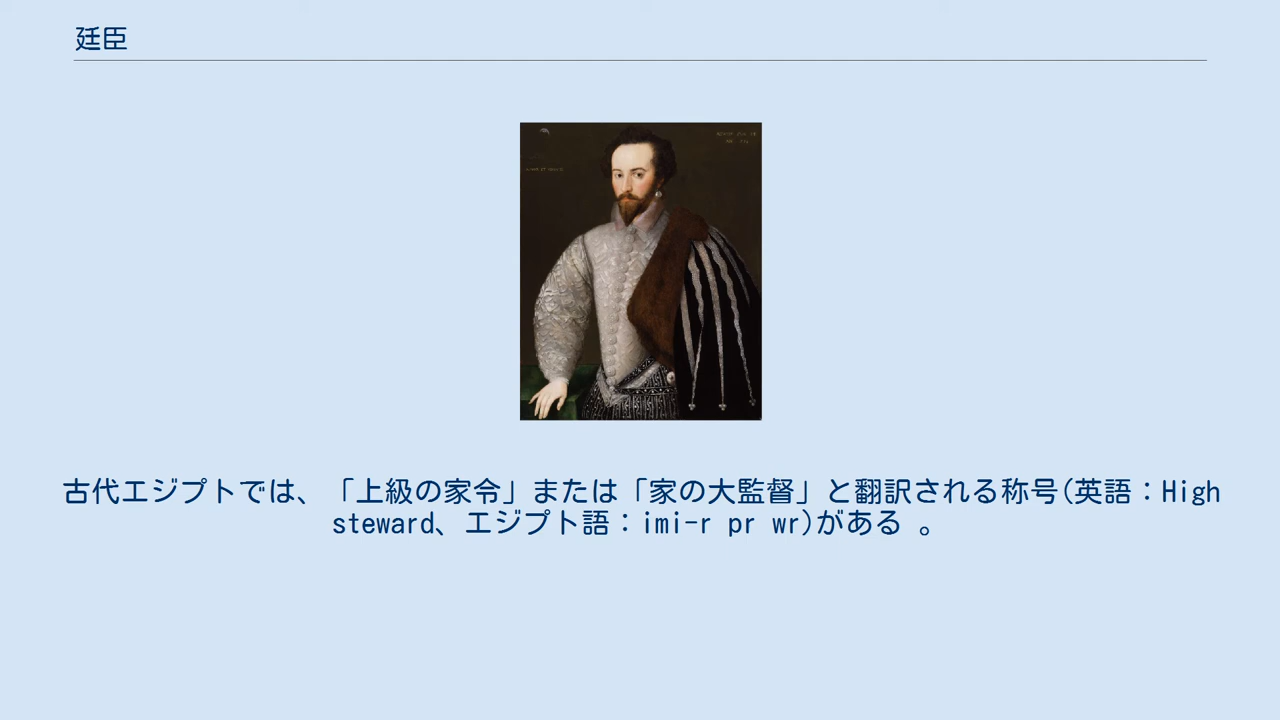 廷臣
古代エジプトでは、「上級の家令」または「家の大監督」と翻訳される称号(英語：High
steward、エジプト語：imi-r pr wr)がある 。